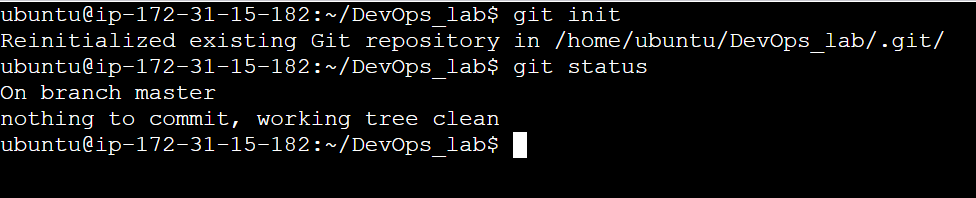 ubuntu@ip-172-31-15-182:~/DevOps_lab$ git init
Reinitialized existing Git repository in /home/ubuntu/DevOps_lab/.git/
ubuntu@ip-172-31-15-182:~/DevOps_lab$ git status
On branch master
nothing to commit, working tree clean
ubuntu@ip-172-31-15-182:~/DevOps_lab$